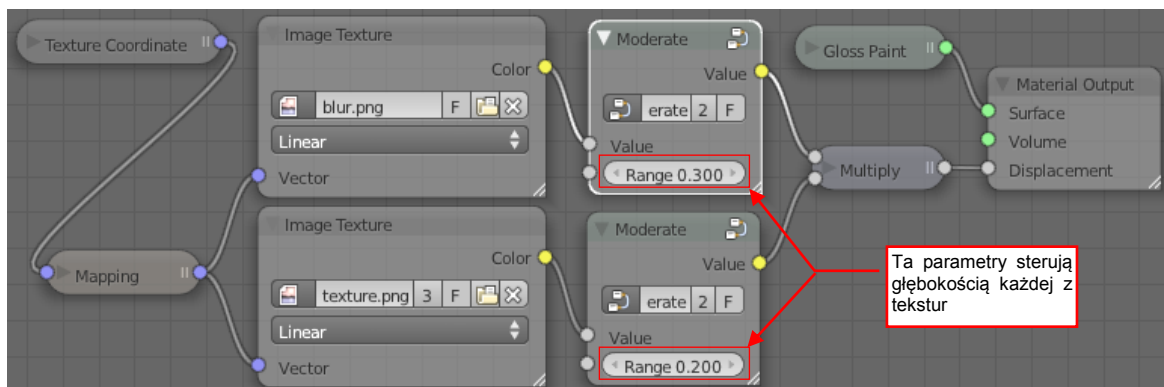 Texture Coordinate
Image Texture
Color
blur.png F
Linear
Vector
Moderate
Value
erate 2 F
Value
Range 0.300
Gloss Paint
Material Output
Surface
Volume
Displacement
Multiply
Mapping
Image Texture
Color
texture.png 3 F
Linear
Vector
Moderate
Value
erate 2 F
Value
Range 0.200
Ta parametry sterują
głębokością każdej z
tekstur